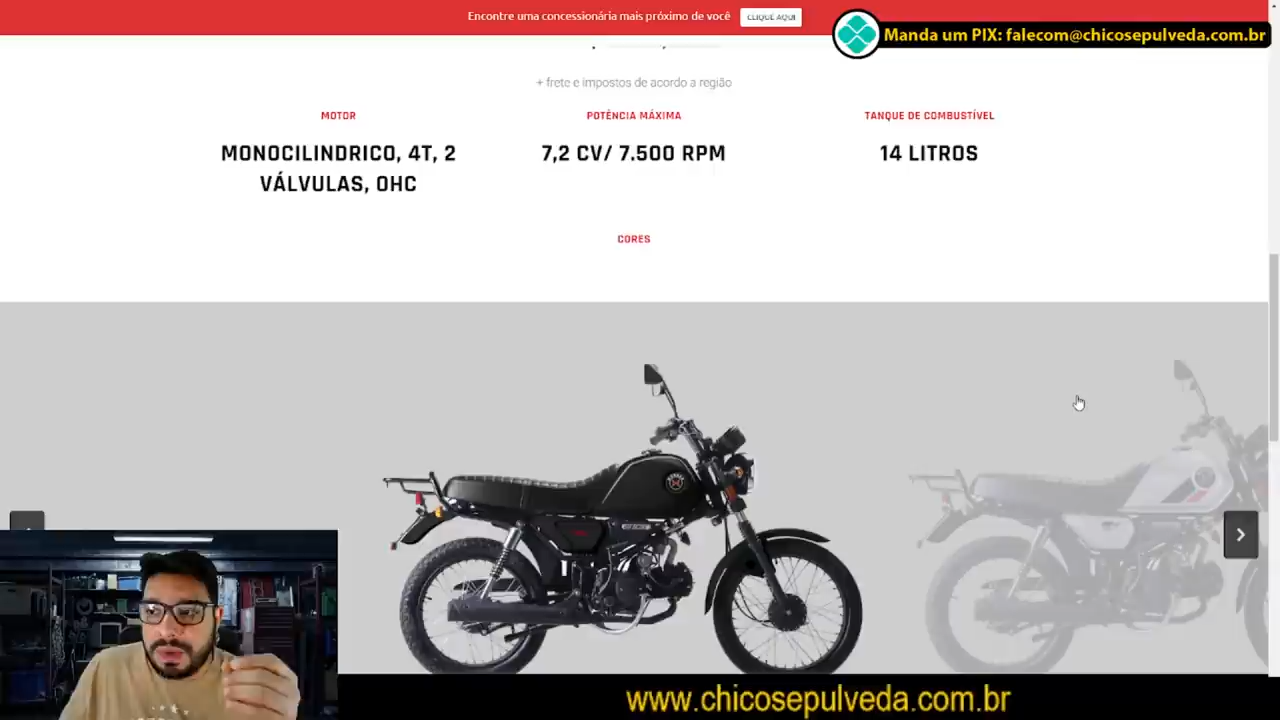 Encontre uma concessionária mais próximo de você
CLIQUE AQUI
Manda um PIX: falecom@chicosepulveda.com.br
+ frete e impostos de acordo a região
MOTOR
MONOCILINDRICO, 4T, 2
VÁLVULAS, OHC
POTÊNCIA MÁXIMA
7,2 CV/ 7.500 RPM
TANQUE DE COMBUSTÍVEL
14 LITROS
CORES
www.chicosepulveda.com.br